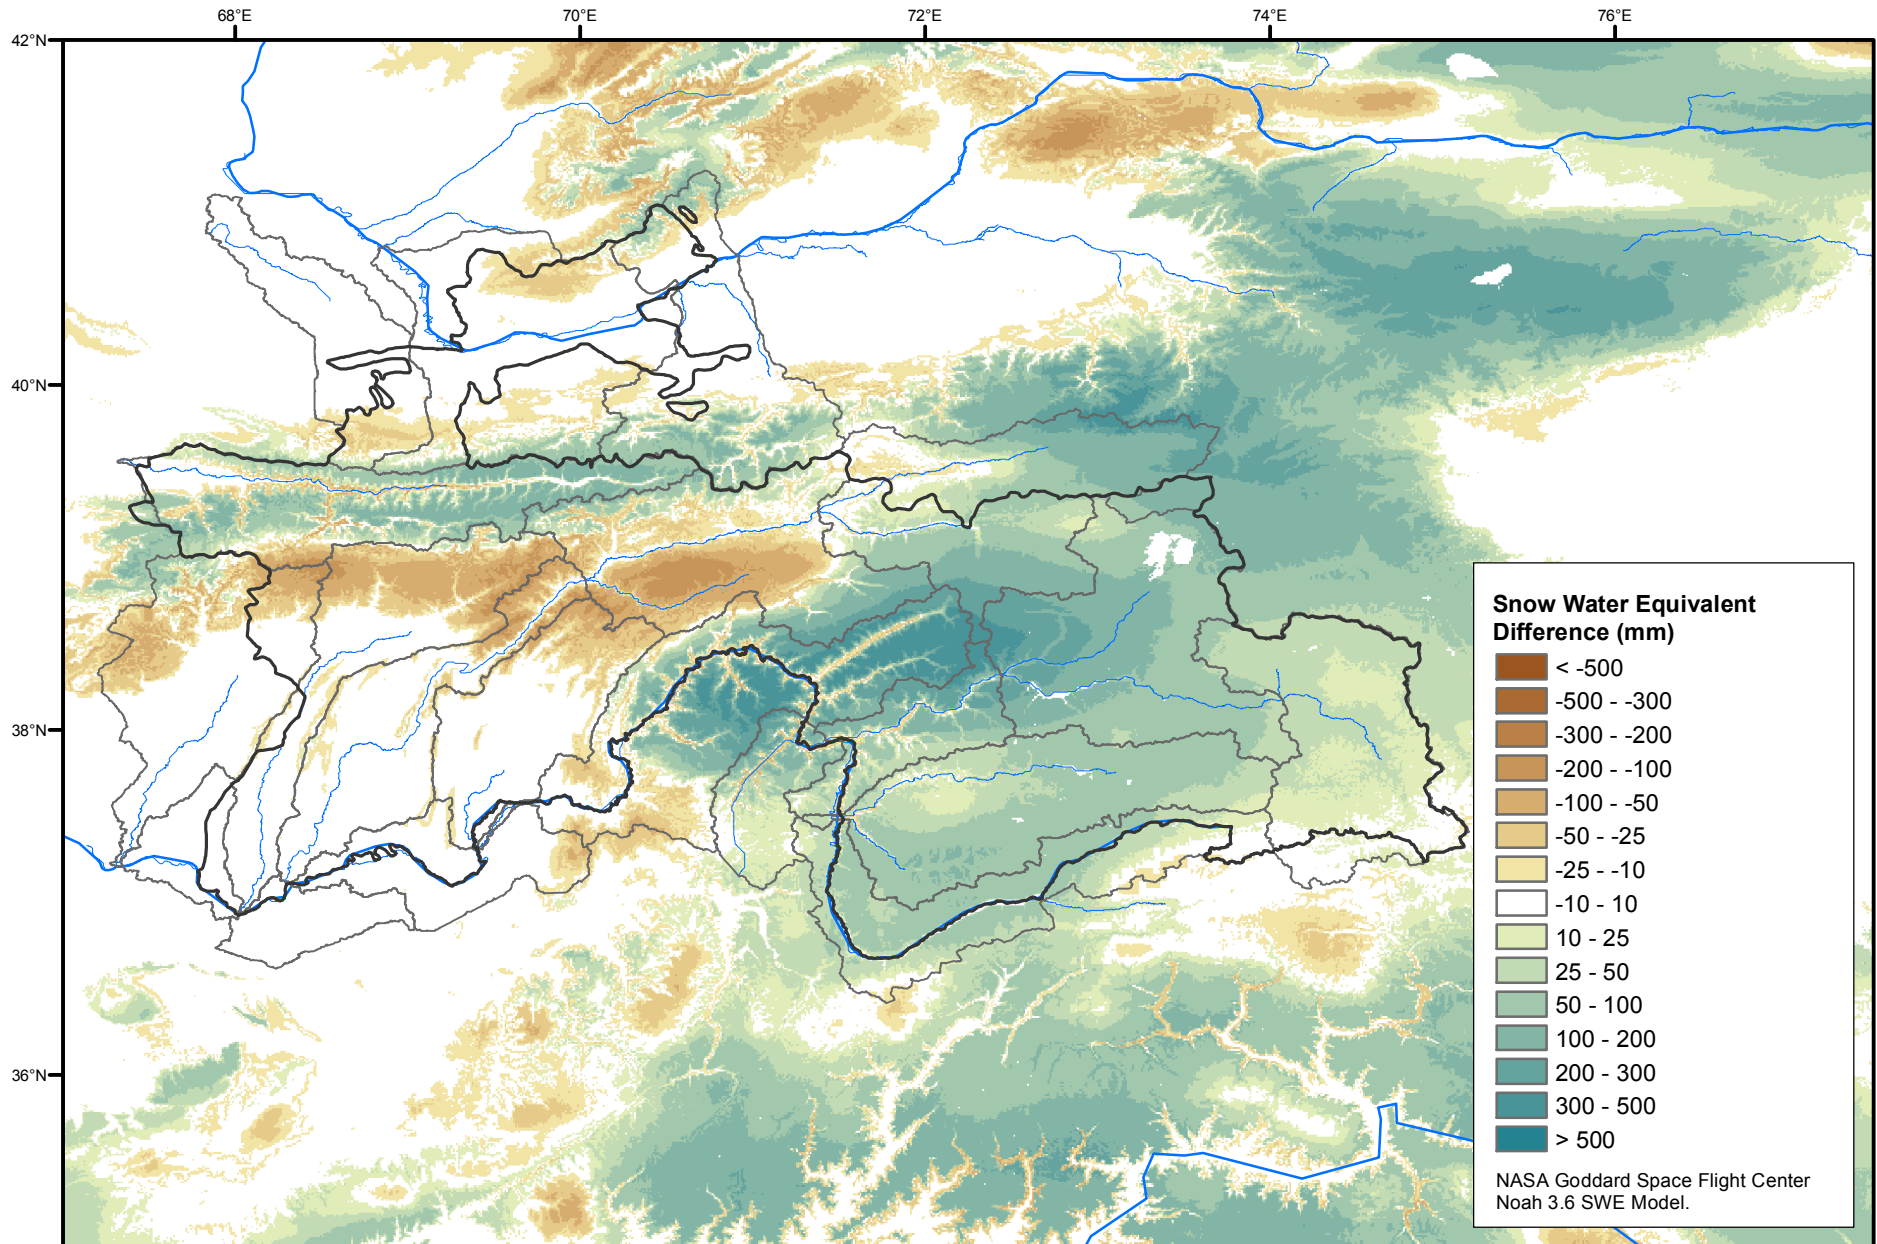 68°E
70°E
72°E
74°E
76°E
42°N
40°N
38°N
36°N
Snow Water Equivalent
Difference (mm)
< -500
-500 - -300
-300 - -200
-200 - -100
-100 - -50
-50 - -25
-25 - -10
-10 - 10
10 - 25
25 - 50
50 - 100
100 - 200
200 - 300
300 - 500
> 500
NASA Goddard Space Flight Center
Noah 3.6 SWE Model.